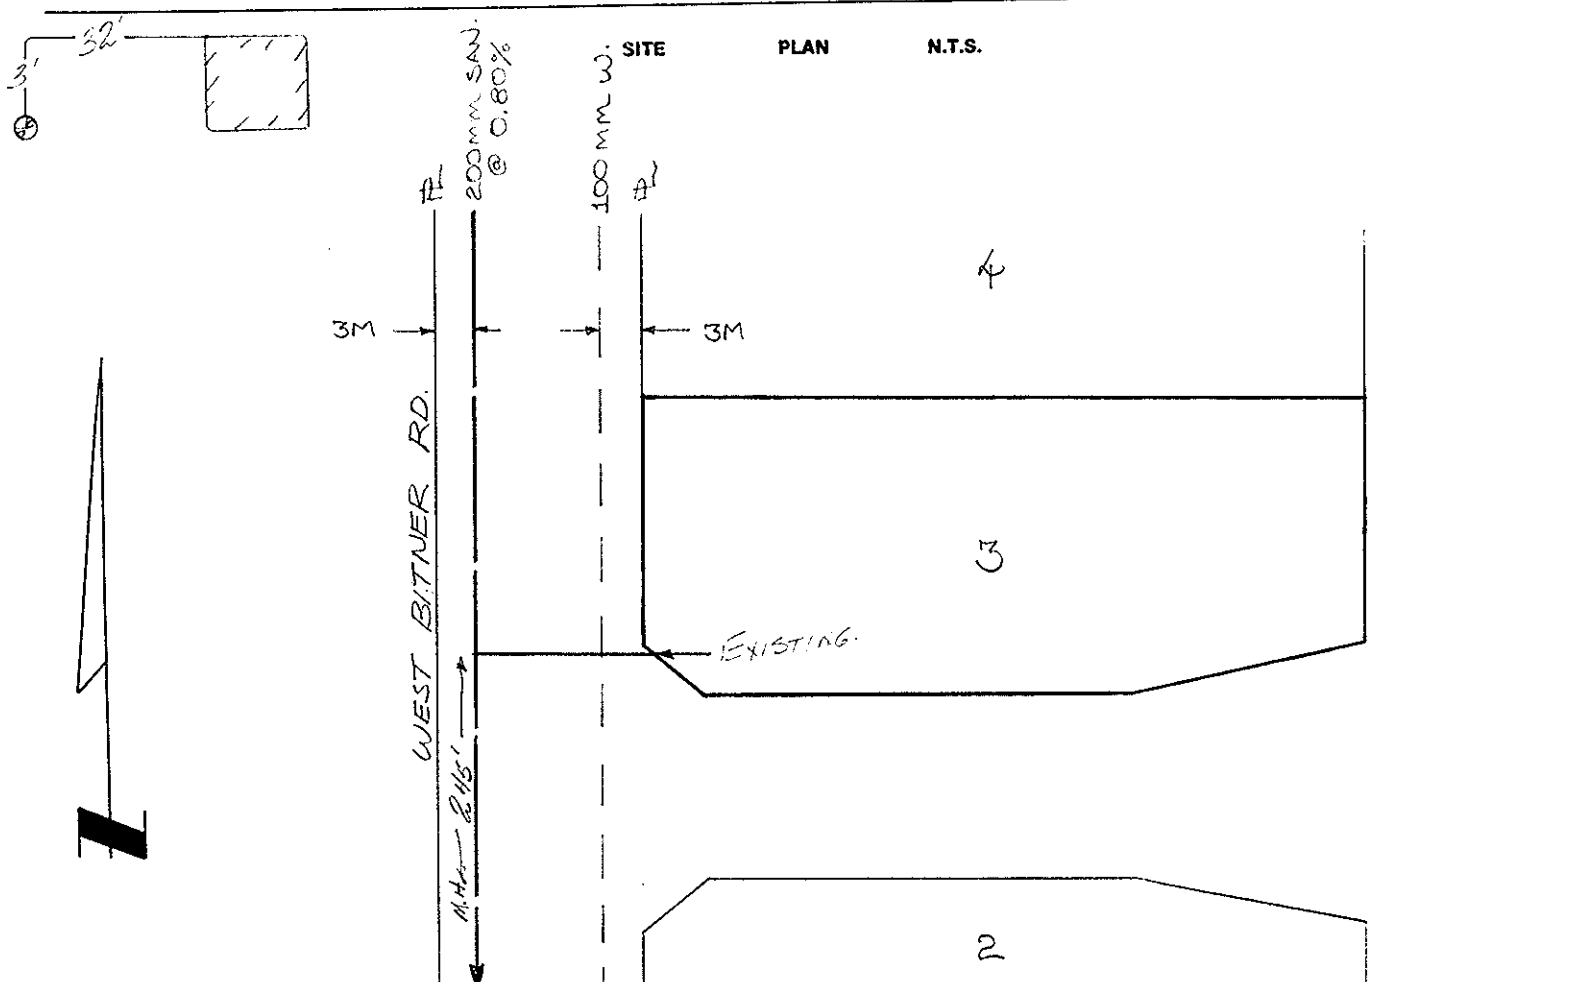 SITE PLAN N.T.S.
32'
3'
200MM SAN.
@ 0.80%
100MM W.
4
3M
3M
WEST BITNER RD.
3
EXISTING.
245'
2